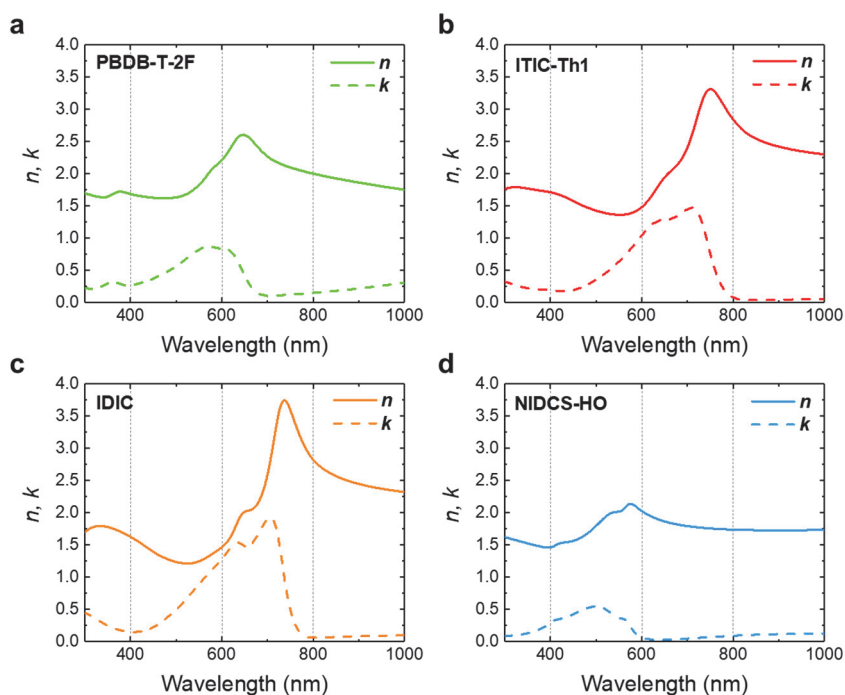 a
4.0
3.5
3.0
2.5
2.0
1.5
1.0
0.5
0.0
n, k
PBDB-T-2F
n
k
400 600 800 1000
Wavelength (nm)
b
4.0
3.5
3.0
2.5
2.0
1.5
1.0
0.5
0.0
n, k
ITIC-Th1
n
k
400 600 800 1000
Wavelength (nm)
c
4.0
3.5
3.0
2.5
2.0
1.5
1.0
0.5
0.0
n, k
IDIC
n
k
400 600 800 1000
Wavelength (nm)
d
4.0
3.5
3.0
2.5
2.0
1.5
1.0
0.5
0.0
n, k
NIDCS-HO
n
k
400 600 800 1000
Wavelength (nm)